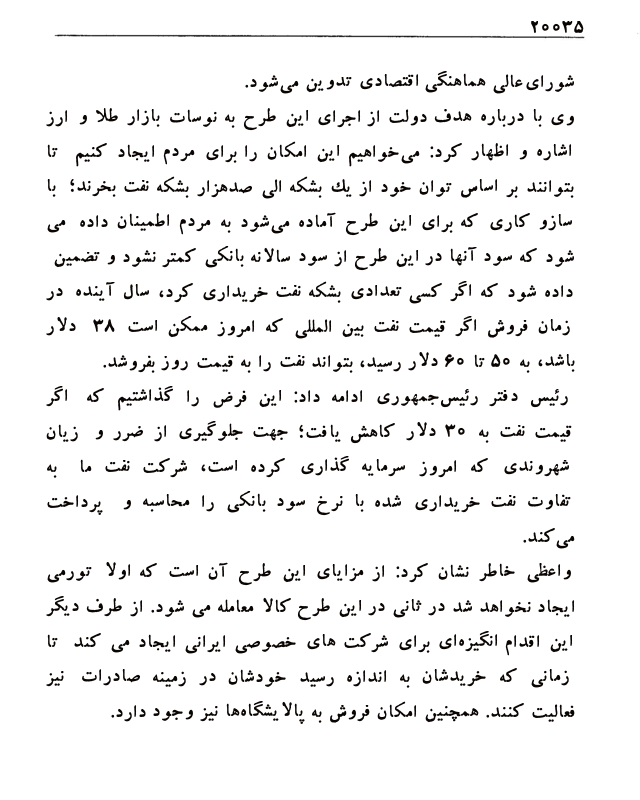 ۲۰۰۳۵
شورای عالی هماهنگی اقتصادی تدوین می‌شود.
وی با درباره هدف دولت از اجرای این طرح به نوسات بازار طلا و ارز
اشاره و اظهار کرد: می‌خواهیم این امکان را برای مردم ایجاد کنیم تا
بتوانند بر اساس توان خود از یك بشکه الی صدهزار بشکه نفت بخرند؛ با
سازو کاری که برای این طرح آماده می‌شود به مردم اطمینان داده می
شود که سود آنها در این طرح از سود سالانه بانکی کمتر نشود و تضمین
داده شود که اگر کسی تعدادی بشکه نفت خریداری کرد، سال آینده در
زمان فروش اگر قیمت نفت بین المللی که امروز ممکن است ۳۸ دلار
باشد، به ۵۰ تا ۶۰ دلار رسید، بتواند نفت را به قیمت روز بفروشد.
رئیس دفتر رئیس‌جمهوری ادامه داد: این فرض را گذاشتیم که اگر
قیمت نفت به ۳۰ دلار کاهش یافت؛ جهت جلوگیری از ضرر و زیان
شهروندی که امروز سرمایه گذاری کرده است، شرکت نفت ما به
تفاوت نفت خریداری شده با نرخ سود بانکی را محاسبه و پرداخت
می‌کند.
واعظی خاطر نشان کرد: از مزایای این طرح آن است که اولا تورمی
ایجاد نخواهد شد در ثانی در این طرح کالا معامله می شود. از طرف دیگر
این اقدام انگیزه‌ای برای شرکت های خصوصی ایرانی ایجاد می کند تا
زمانی که خریدشان به اندازه رسید خودشان در زمینه صادرات نیز
فعالیت کنند. همچنین امکان فروش به پالایشگاه‌ها نیز وجود دارد.